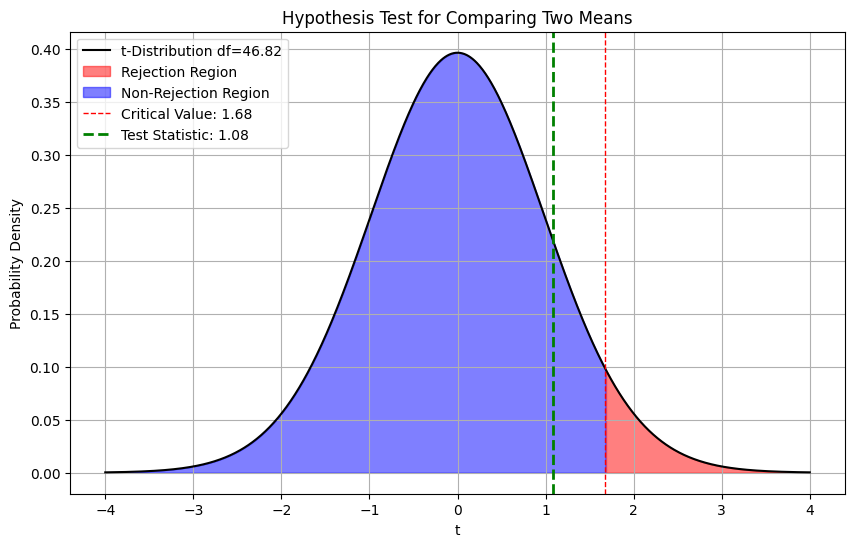 Hypothesis Test for Comparing Two Means
t-Distribution df=46.82
Rejection Region
Non-Rejection Region
Critical Value: 1.68
Test Statistic: 1.08
0.40
0.35
0.30
0.25
0.20
0.15
0.10
0.05
0.00
Probability Density
−4
−3
−2
−1
0
1
2
3
4
t